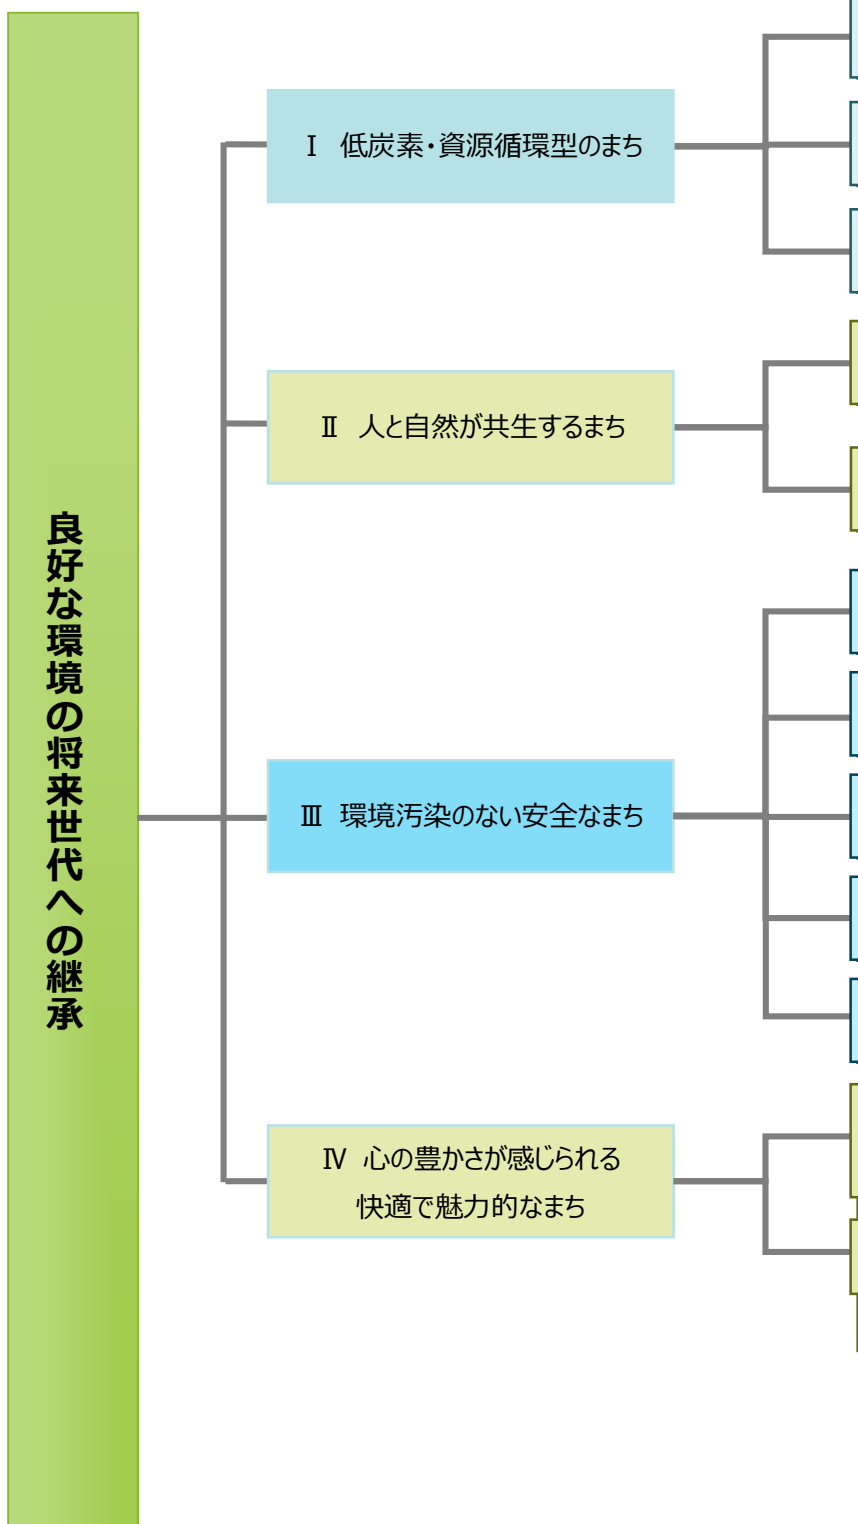 良好な環境の将来世代への継承
Ⅰ 低炭素・資源循環型のまち
Ⅱ 人と自然が共生するまち
Ⅲ 環境汚染のない安全なまち
Ⅳ 心の豊かさが感じられる
快適で魅力的なまち